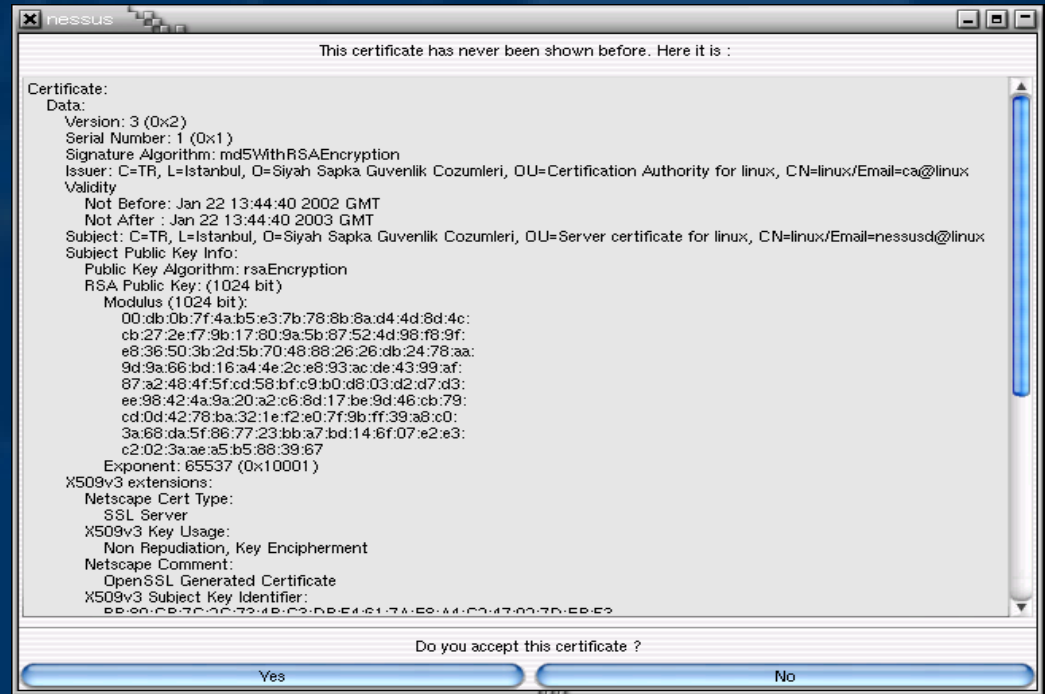 nessus
This certificate has never been shown before. Here it is :
Certificate:
Data:
Version: 3 (0x2)
Serial Number: 1 (0x1)
Signature Algorithm: md5WithRSAEncryption
Issuer: C=TR, L=Istanbul, O=Siyah Sapka Guvenlik Cozumleri, OU=Certification Authority for linux, CN=linux/Email=ca@linux
Validity
Not Before: Jan 22 13:44:40 2002 GMT
Not After : Jan 22 13:44:40 2003 GMT
Subject: C=TR, L=Istanbul, O=Siyah Sapka Guvenlik Cozumleri, OU=Server certificate for linux, CN=linux/Email=nessusd@linux
Subject Public Key Info:
Public Key Algorithm: rsaEncryption
RSA Public Key: (1024 bit)
Modulus (1024 bit):
00:db:0b:7f:4a:b5:e3:7b:78:8b:8a:d4:4d:8d:4c:
cb:27:2e:f7:9b:17:80:9a:5b:87:52:4d:98:f8:9f:
e8:36:50:3b:2d:5b:70:48:88:26:26:db:24:78:aa:
9d:9a:66:bd:16:a4:4e:2c:e8:93:ac:de:43:99:af:
87:a2:48:4f:5f:cd:58:bf:c9:b0:d8:03:d2:d7:d3:
ee:98:42:4a:9a:20:a2:c6:8d:17:be:9d:46:cb:79:
cd:0d:42:78:ba:32:1e:f2:e0:7f:9b:ff:39:a8:c0:
3a:68:da:5f:86:77:23:bb:a7:bd:14:6f:07:e2:e3:
c2:02:3a:ae:a5:b5:88:39:67
Exponent: 65537 (0x10001)
X509v3 extensions:
Netscape Cert Type:
SSL Server
X509v3 Key Usage:
Non Repudiation, Key Encipherment
Netscape Comment:
OpenSSL Generated Certificate
X509v3 Subject Key Identifier:
Do you accept this certificate ?
Yes
No